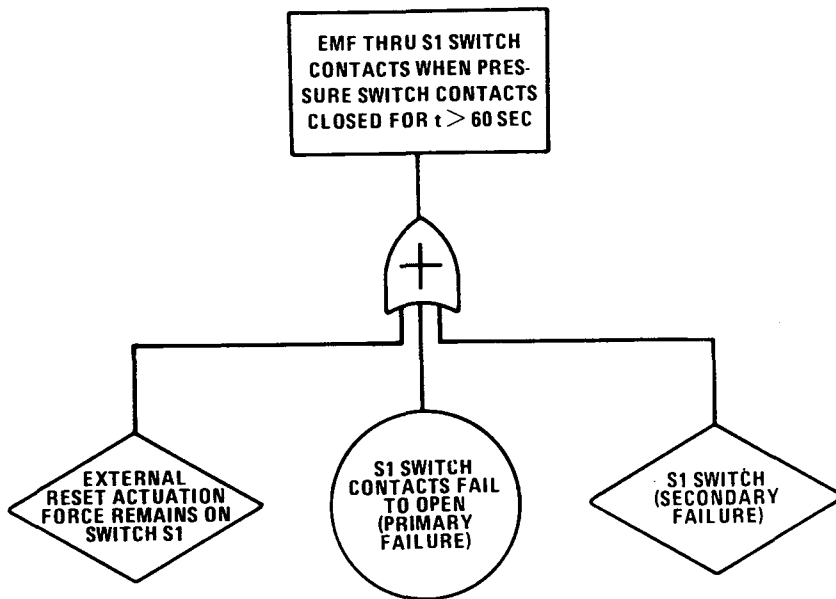 EMF THRU S1 SWITCH
CONTACTS WHEN PRES-
SURE SWITCH CONTACTS
CLOSED FOR t > 60 SEC
+
EXTERNAL
RESET ACTUATION
FORCE REMAINS ON
SWITCH S1
S1 SWITCH
CONTACTS FAIL
TO OPEN
(PRIMARY
FAILURE)
S1 SWITCH
(SECONDARY
FAILURE)